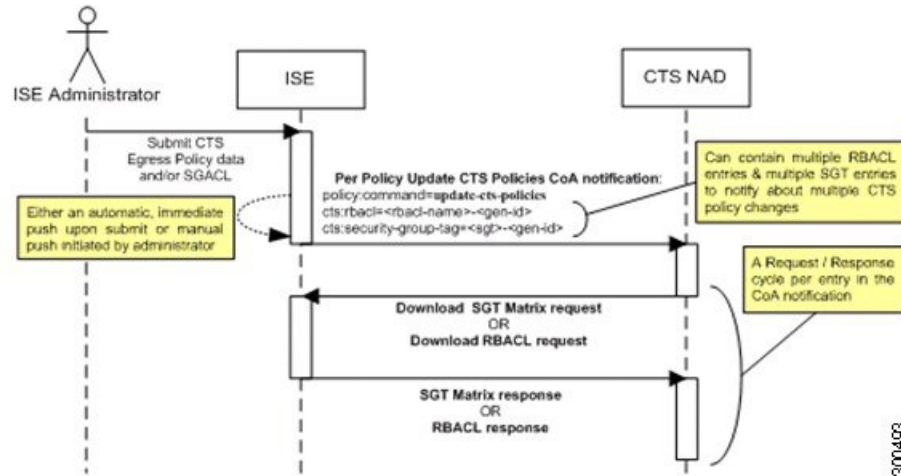 ISE Administrator
ISE
CTS NAD
Submit CTS
Egress Policy data
and/or SGACL
Per Policy Update CTS Policies CoA notification:
policy:command=update-cts-policies
cts:rbacl=<rbacl-name>-<gen-id>
cts:security-group-tag=<sgt>-<gen-id>
Can contain multiple RBACL
entries & multiple SGT entries
to notify about multiple CTS
policy changes
Either an automatic, immediate
push upon submit or manual
push initiated by administrator
A Request / Response
cycle per entry in the
CoA notification
Download SGT Matrix request
OR
Download RBACL request
SGT Matrix response
OR
RBACL response
300493